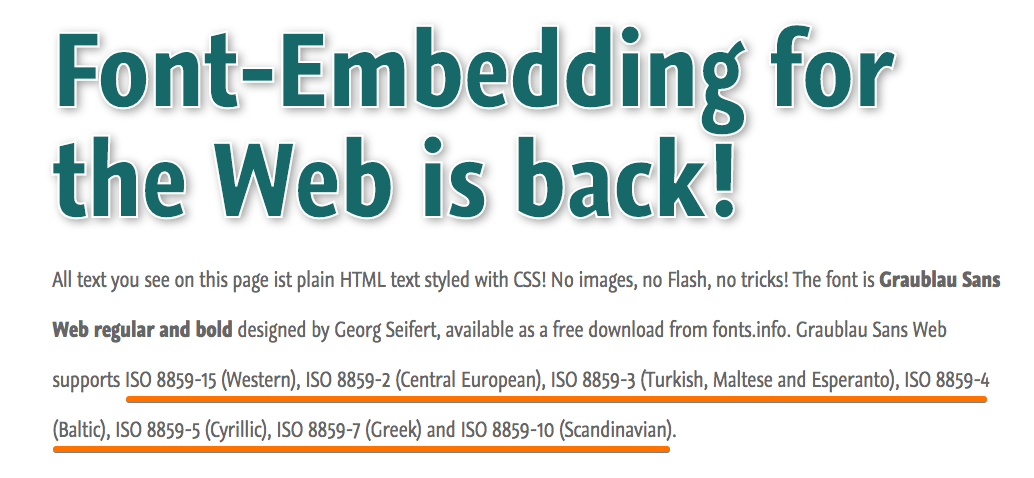 Font-Embedding for
the Web is back!
All text you see on this page ist plain HTML text styled with CSS! No images, no Flash, no tricks! The font is Graublau Sans
Web regular and bold designed by Georg Seifert, available as a free download from fonts.info. Graublau Sans Web
supports ISO 8859-15 (Western), ISO 8859-2 (Central European), ISO 8859-3 (Turkish, Maltese and Esperanto), ISO 8859-4
(Baltic), ISO 8859-5 (Cyrillic), ISO 8859-7 (Greek) and ISO 8859-10 (Scandinavian).